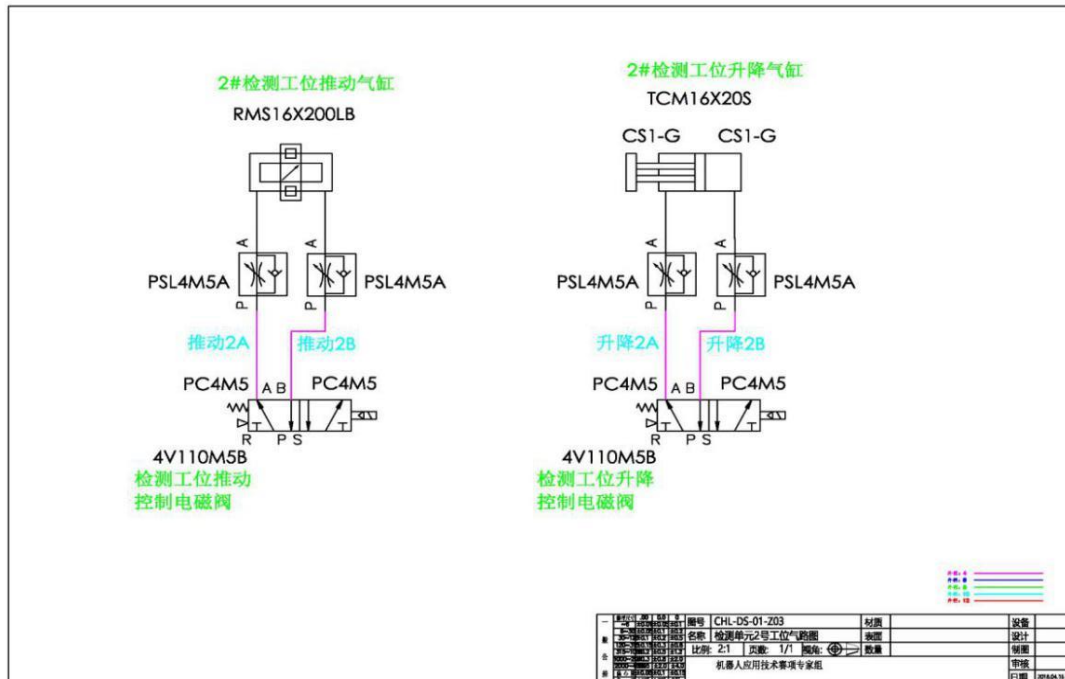 2#检测工位推动气缸
RMS16X200LB
A
A
PSL4M5A
PSL4M5A
P
P
推动2A
推动2B
PC4M5
A B
PC4M5
R
P S
4V110M5B
检测工位推动
控制电磁阀
2#检测工位升降气缸
TCM16X20S
CS1-G
CS1-G
A
A
PSL4M5A
PSL4M5A
P
P
升降2A
升降2B
PC4M5
A B
PC4M5
R
P S
4V110M5B
检测工位升降
控制电磁阀
图号 CHL-DS-01-Z03 材质 设备
名称 检测单元2号工位气路图 表面 设计
比例: 2:1 页数: 1/1 视角: 数量 制图
机器人应用技术赛项专家组 审核
日期